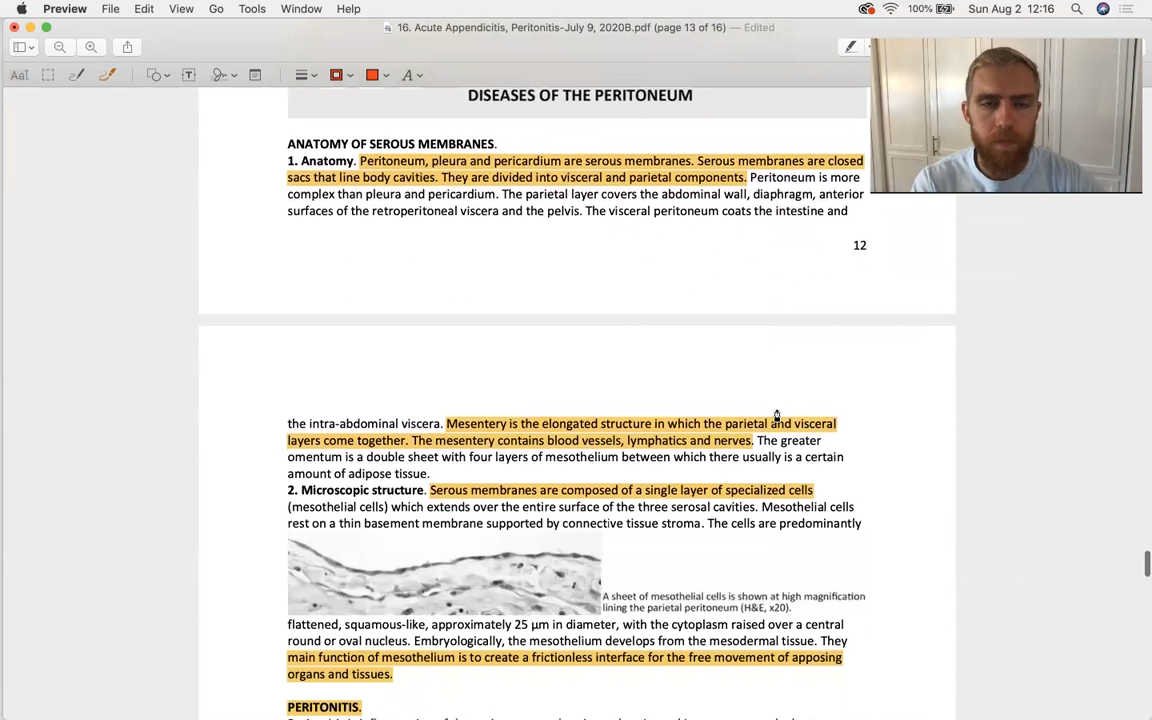 Preview File Edit View Go Tools Window Help 100% Sun Aug 2 12:16
16. Acute Appendicitis, Peritonitis-July 9, 2020B.pdf (page 13 of 16) — Edited
AaI T A
DISEASES OF THE PERITONEUM
ANATOMY OF SEROUS MEMBRANES.
1. Anatomy. Peritoneum, pleura and pericardium are serous membranes. Serous membranes are closed
sacs that line body cavities. They are divided into visceral and parietal components. Peritoneum is more
complex than pleura and pericardium. The parietal layer covers the abdominal wall, diaphragm, anterior
surfaces of the retroperitoneal viscera and the pelvis. The visceral peritoneum coats the intestine and
12
the intra-abdominal viscera. Mesentery is the elongated structure in which the parietal and visceral
layers come together. The mesentery contains blood vessels, lymphatics and nerves. The greater
omentum is a double sheet with four layers of mesothelium between which there usually is a certain
amount of adipose tissue.
2. Microscopic structure. Serous membranes are composed of a single layer of specialized cells
(mesothelial cells) which extends over the entire surface of the three serosal cavities. Mesothelial cells
rest on a thin basement membrane supported by connective tissue stroma. The cells are predominantly
A sheet of mesothelial cells is shown at high magnification
lining the parietal peritoneum (H&E, x20).
flattened, squamous-like, approximately 25 µm in diameter, with the cytoplasm raised over a central
round or oval nucleus. Embryologically, the mesothelium develops from the mesodermal tissue. They
main function of mesothelium is to create a frictionless interface for the free movement of apposing
organs and tissues.
PERITONITIS.